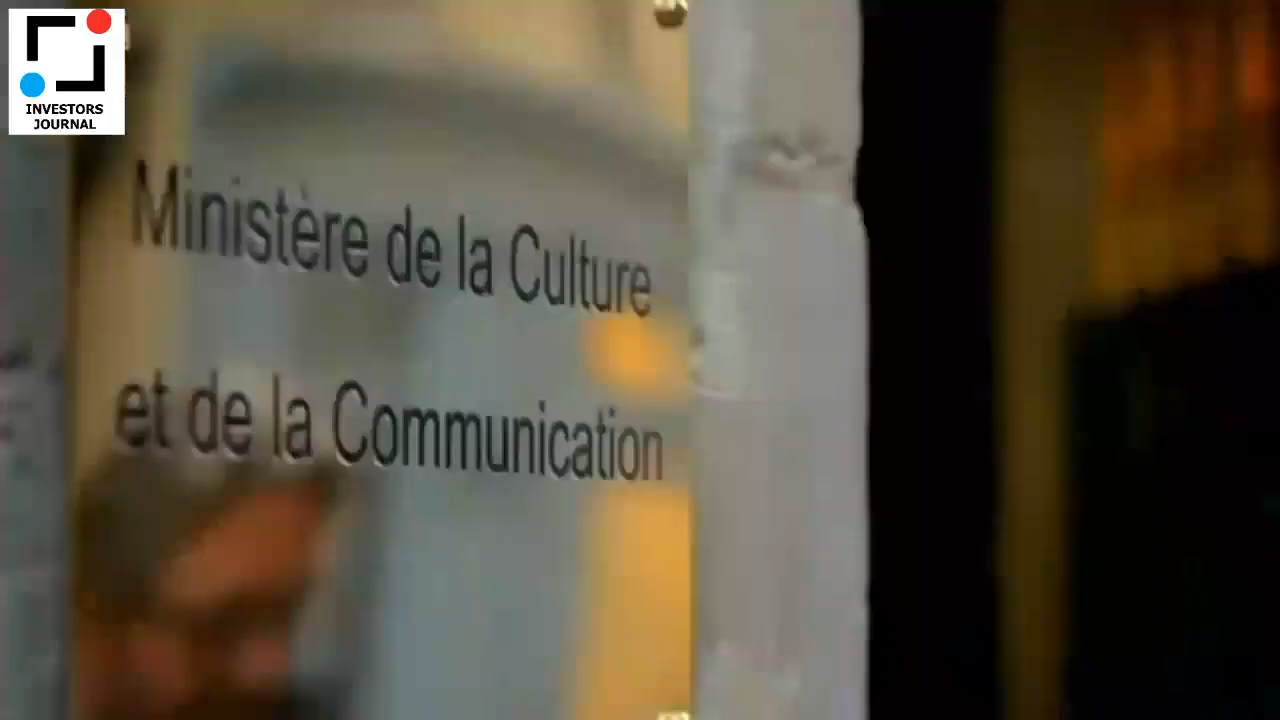 INVESTORS
JOURNAL
Ministère de la Culture
et de la Communication